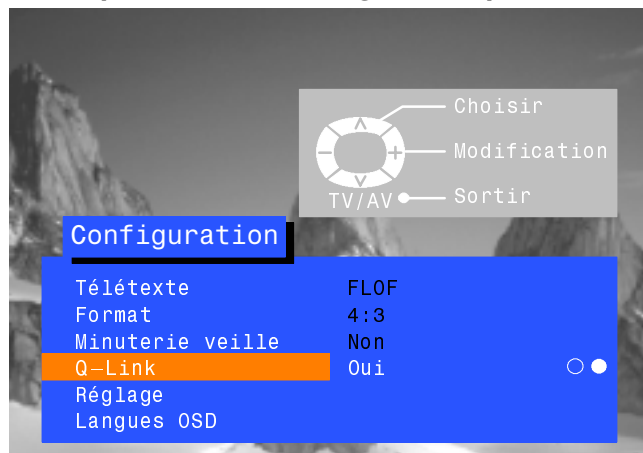 Choisir
Modification
TV/AV Sortir
Configuration
Télétexte FLOF
Format 4:3
Minuterie veille Non
Q–Link Oui
Réglage
Langues OSD